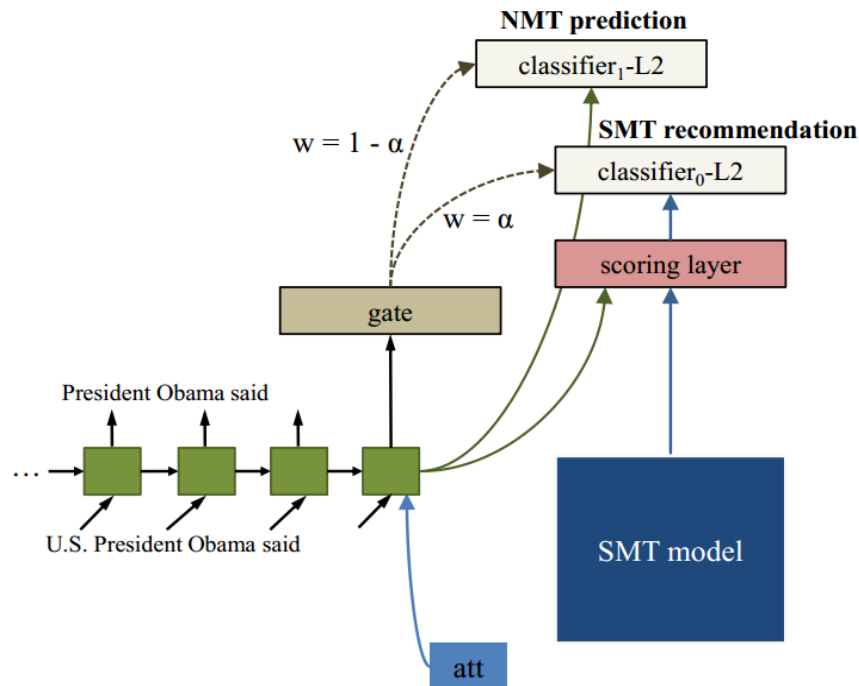 NMT prediction
classifier₁-L2
w = 1 - α
SMT recommendation
classifier₀-L2
w = α
scoring layer
gate
President Obama said
...
U.S. President Obama said
SMT model
att